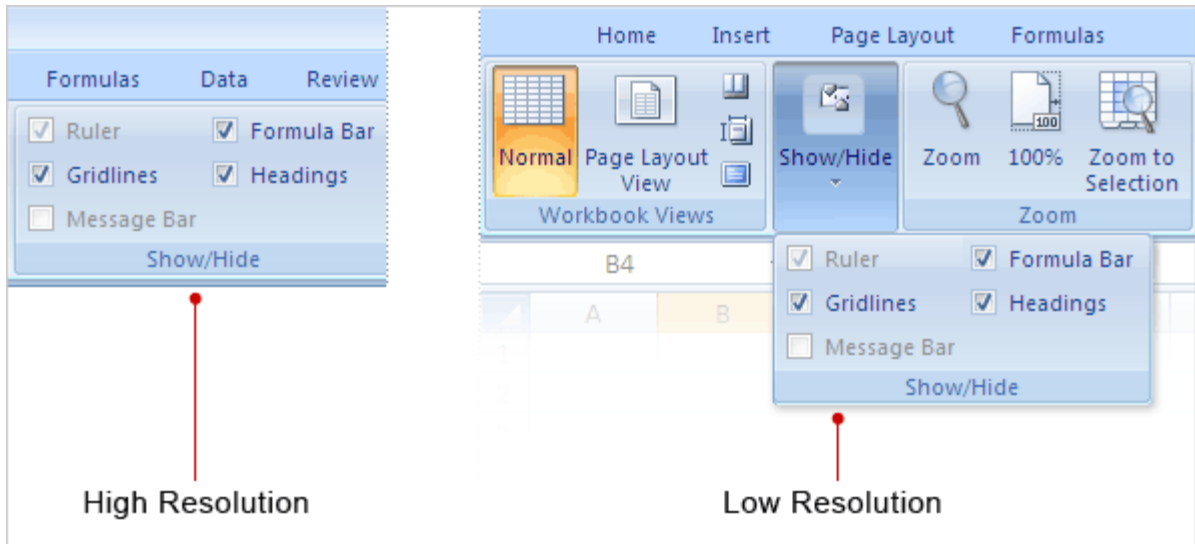 Formulas Data Review
Ruler Formula Bar
Gridlines Headings
Message Bar
Show/Hide
High Resolution
Home Insert Page Layout Formulas
Normal
Page Layout View
Workbook Views
Show/Hide
Zoom
100
100%
Zoom to Selection
Zoom
B4
A B
1
2
Ruler Formula Bar
Gridlines Headings
Message Bar
Show/Hide
Low Resolution